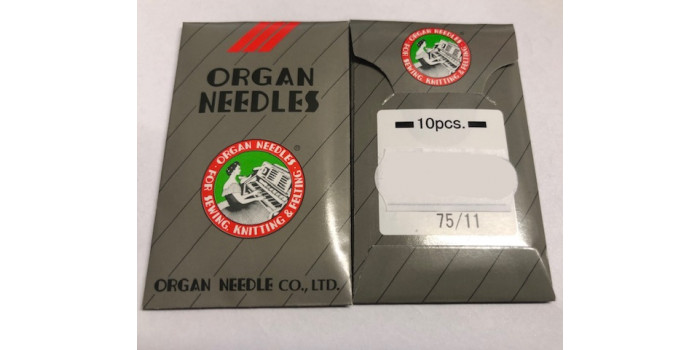 ORGAN
NEEDLES
ORGAN NEEDLES
®
FOR SEWING, KNITTING & FELTING
ORGAN NEEDLE CO., LTD.
ORGAN NEEDLES
FOR SEWING, KNITTING & FELTING
10pcs.
75/11